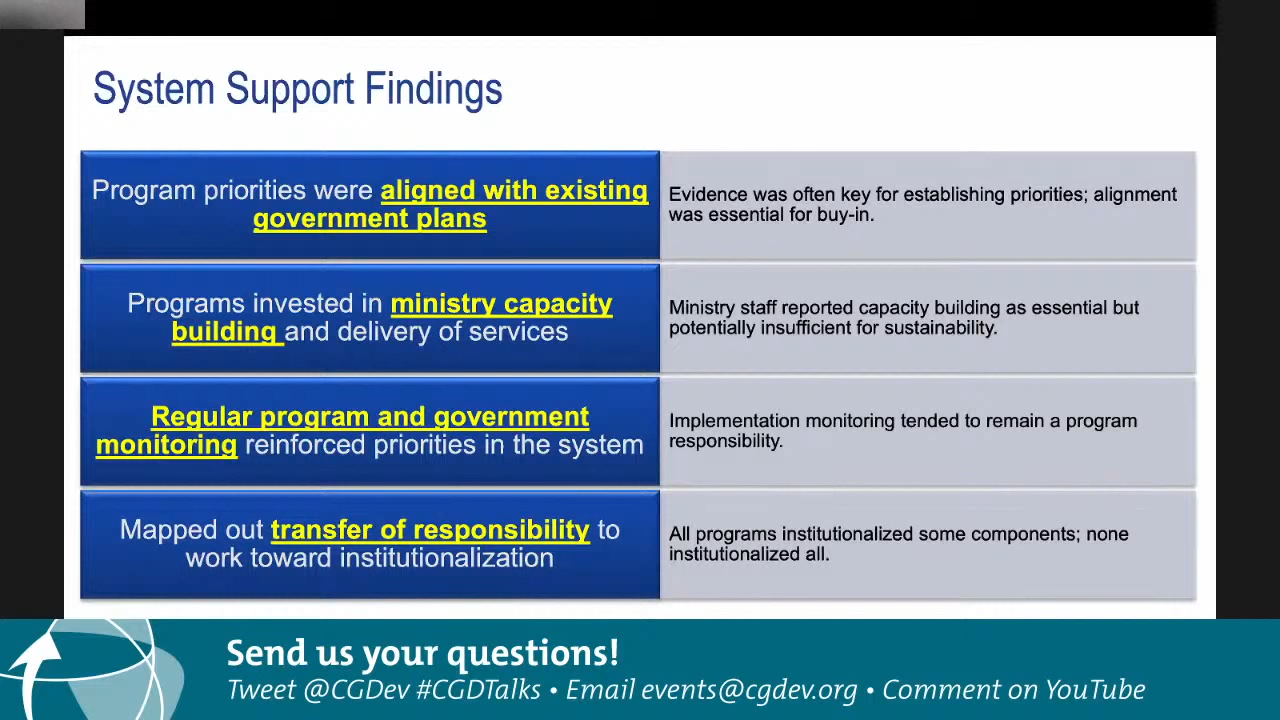 System Support Findings
Program priorities were aligned with existing
government plans
Evidence was often key for establishing priorities; alignment
was essential for buy-in.
Programs invested in ministry capacity
building and delivery of services
Ministry staff reported capacity building as essential but
potentially insufficient for sustainability.
Regular program and government
monitoring reinforced priorities in the system
Implementation monitoring tended to remain a program
responsibility.
Mapped out transfer of responsibility to
work toward institutionalization
All programs institutionalized some components; none
institutionalized all.
Send us your questions!
Tweet @CGDev #CGDTalks • Email events@cgdev.org • Comment on YouTube